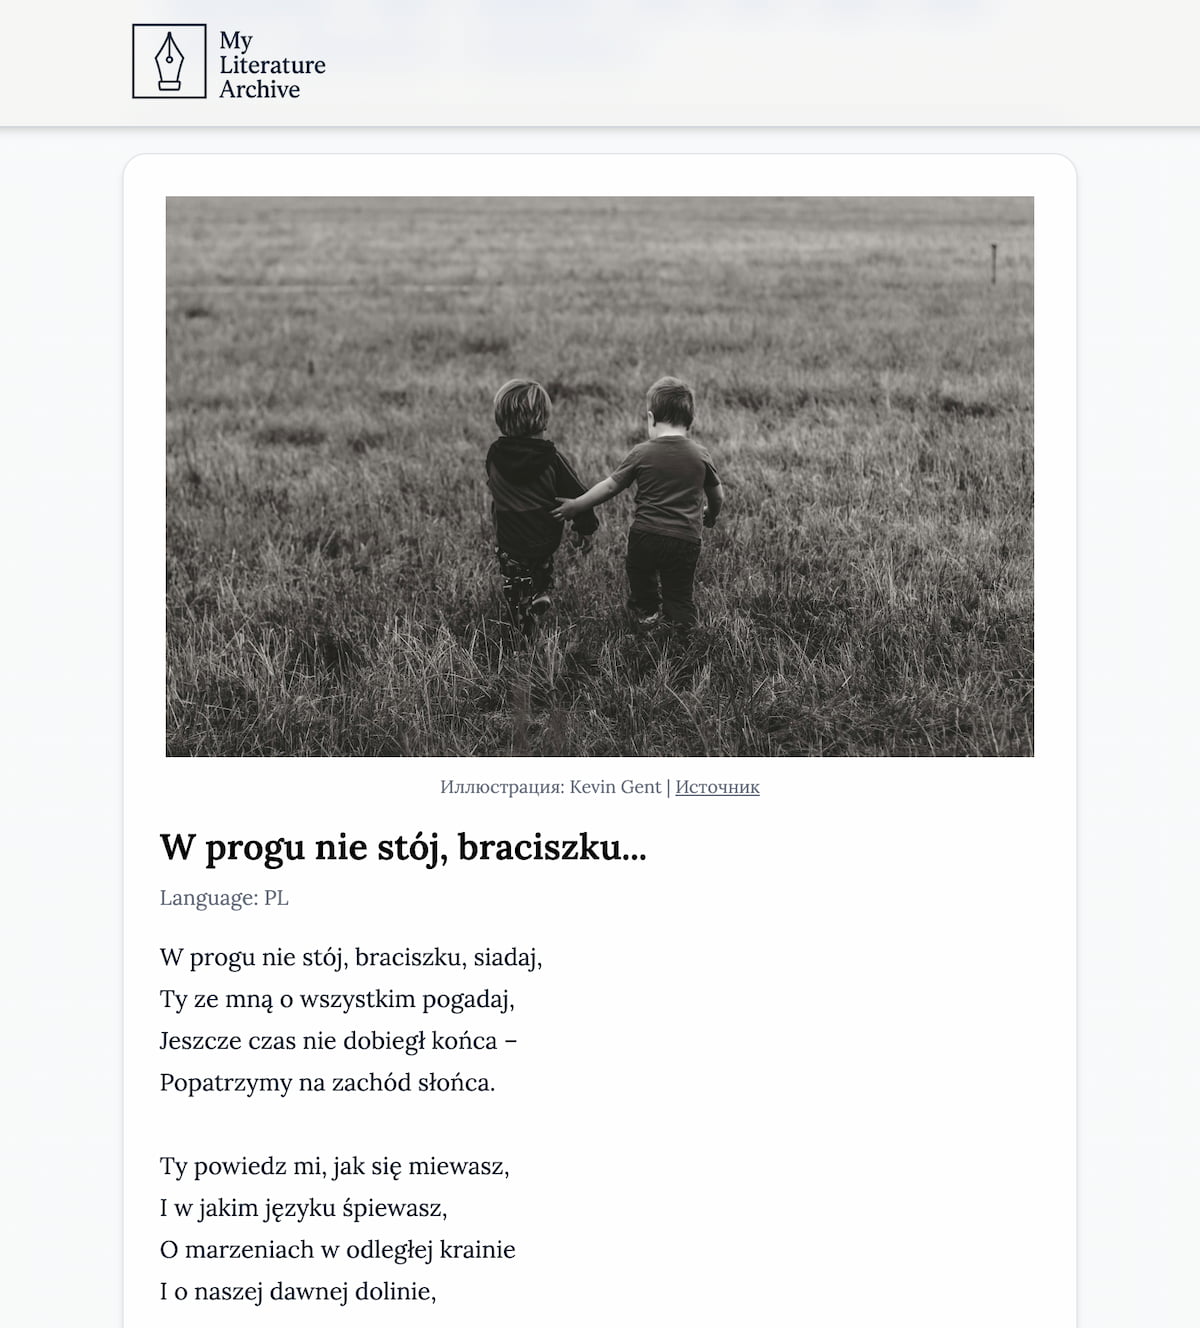 My
Literature
Archive
Иллюстрация: Kevin Gent | Источник
W progu nie stój, braciszku...
Language: PL
W progu nie stój, braciszku, siadaj,
Ty ze mną o wszystkim pogadaj,
Jeszcze czas nie dobiegł końca –
Popatrzymy na zachód słońca.
Ty powiedz mi, jak się miewasz,
I w jakim języku śpiewasz,
O marzeniach w odległej krainie
I o naszej dawnej dolinie,